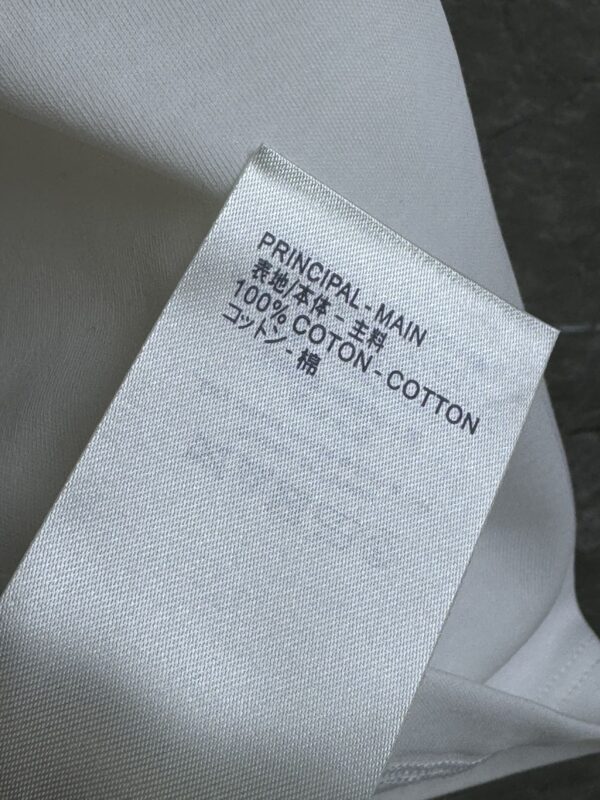 PRINCIPAL - MAIN
表地/本体 - 主料
100% COTON - COTTON
コットン - 棉